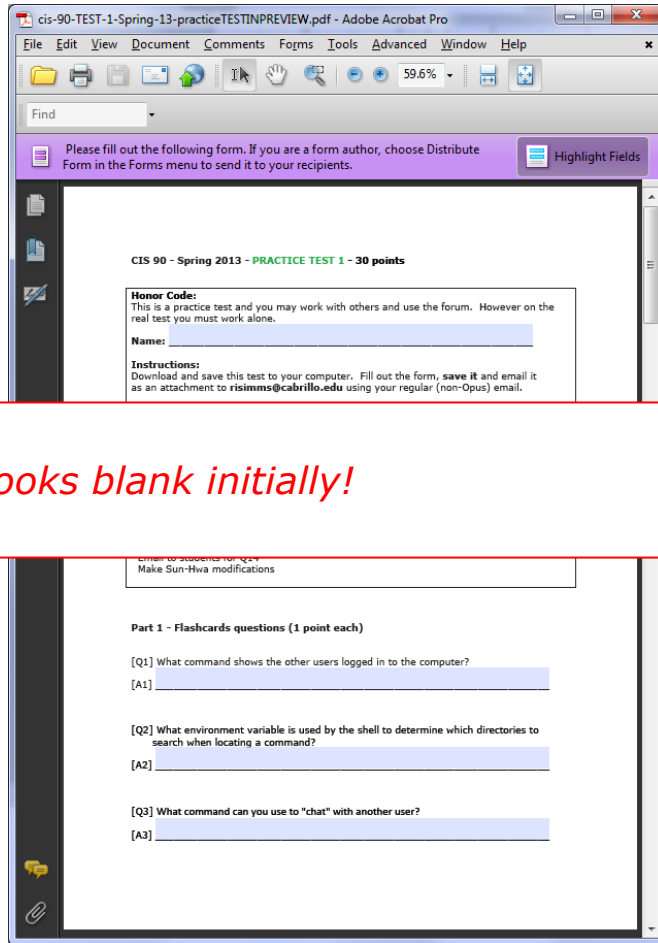 cis-90-TEST-1-Spring-13-practiceTESTINPREVIEW.pdf - Adobe Acrobat Pro
File Edit View Document Comments Forms Tools Advanced Window Help
59.6%
Find
Please fill out the following form. If you are a form author, choose Distribute
Form in the Forms menu to send it to your recipients.
Highlight Fields
CIS 90 - Spring 2013 - PRACTICE TEST 1 - 30 points
Honor Code:
This is a practice test and you may work with others and use the forum. However on the
real test you must work alone.
Name:
Instructions:
Download and save this test to your computer. Fill out the form, save it and email it
as an attachment to risimms@cabrillo.edu using your regular (non-Opus) email.
ooks blank initially!
Email to students for Q14
Make Sun-Hwa modifications
Part 1 - Flashcards questions (1 point each)
[Q1] What command shows the other users logged in to the computer?
[A1]
[Q2] What environment variable is used by the shell to determine which directories to
search when locating a command?
[A2]
[Q3] What command can you use to "chat" with another user?
[A3]